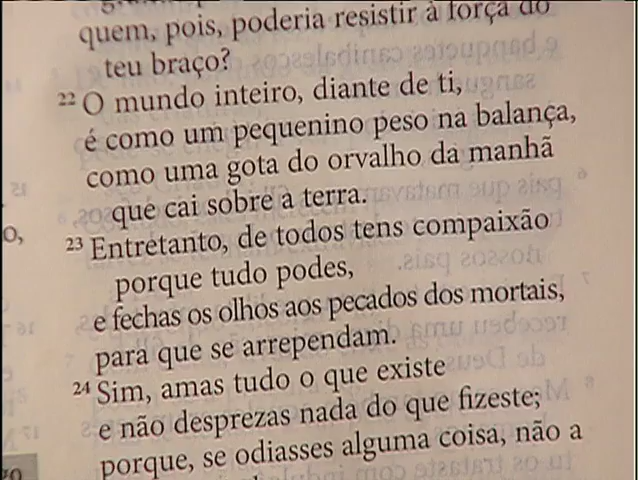 quem, pois, poderia resistir à força do
teu braço?
22 O mundo inteiro, diante de ti,
é como um pequenino peso na balança,
como uma gota do orvalho da manhã
que cai sobre a terra.
23 Entretanto, de todos tens compaixão
porque tudo podes,
e fechas os olhos aos pecados dos mortais,
para que se arrependam.
24 Sim, amas tudo o que existe
e não desprezas nada do que fizeste;
porque, se odiasses alguma coisa, não a